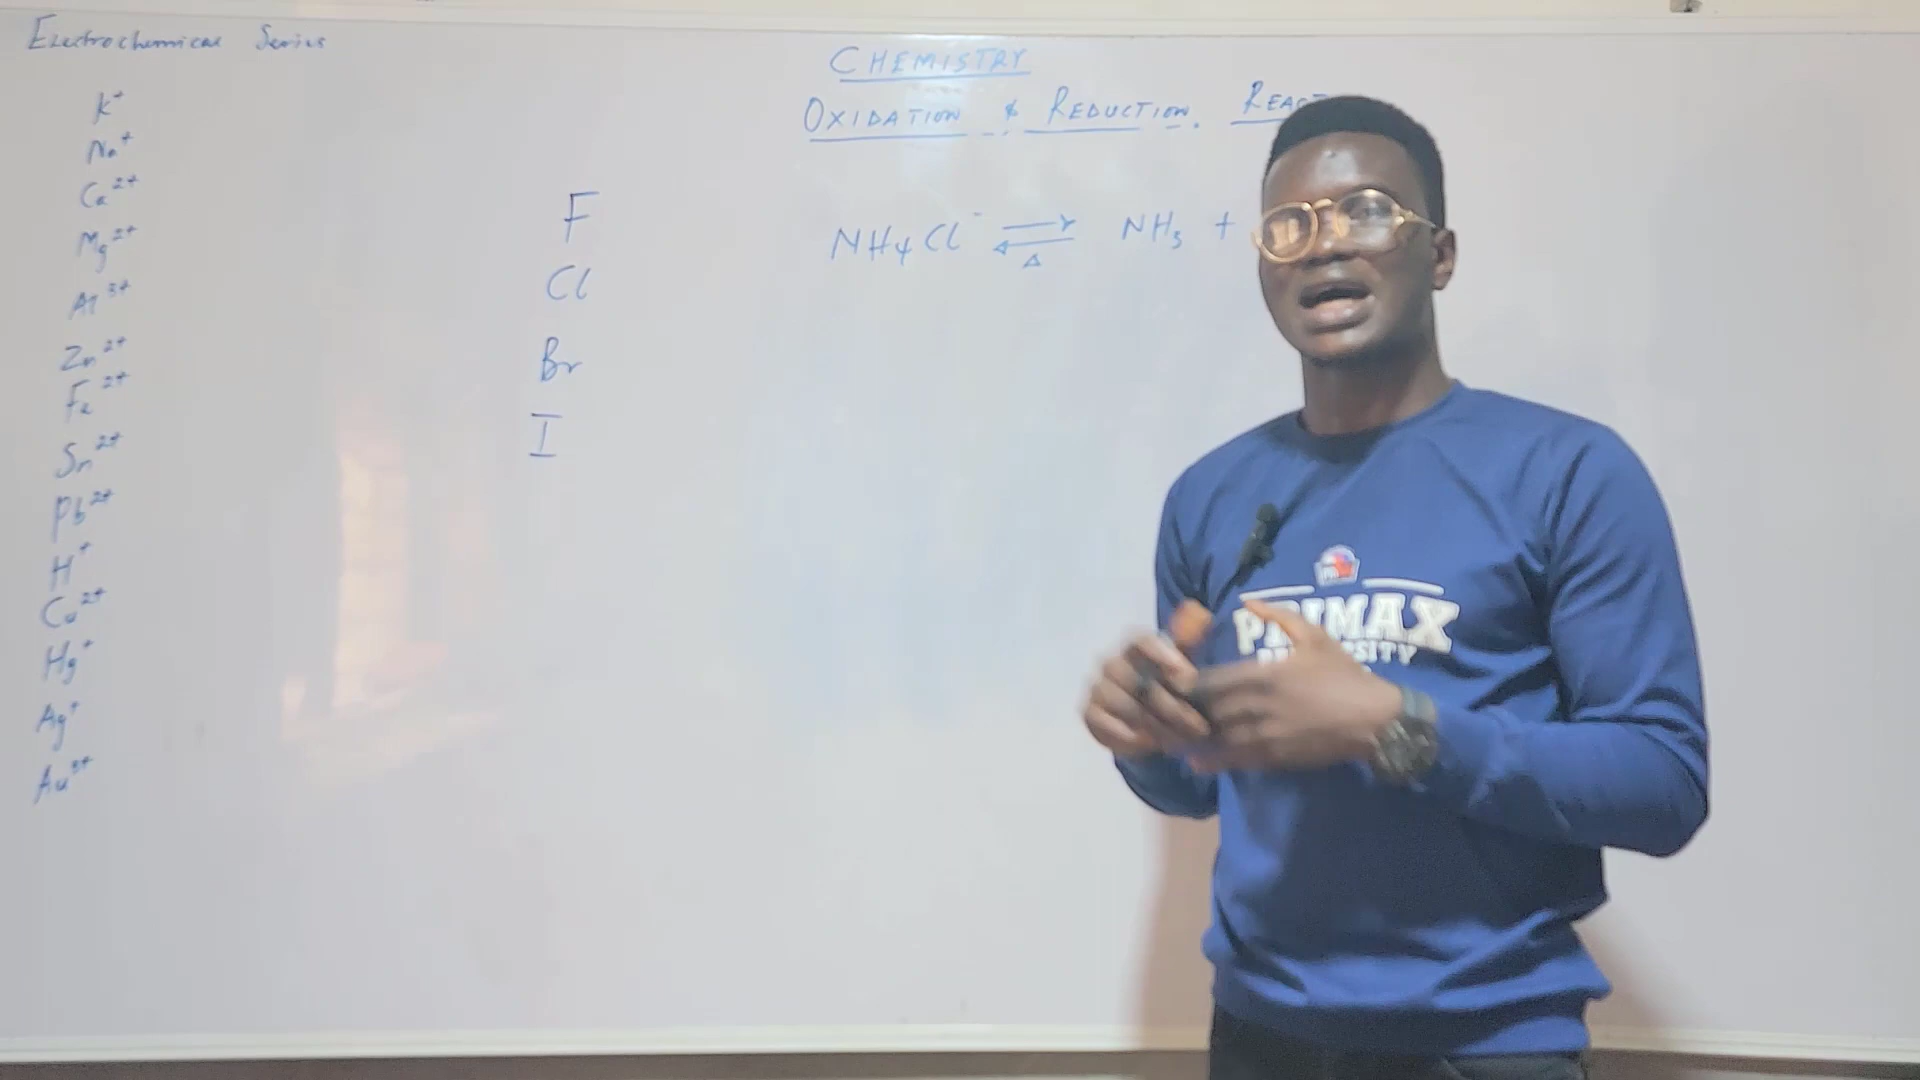 Electrochemical Series
K⁺
Na⁺
Ca²⁺
Mg²⁺
Al³⁺
Zn²⁺
Fe²⁺
Sn²⁺
Pb²⁺
H⁺
Cu²⁺
Hg⁺
Ag⁺
Au³⁺
F
Cl
Br
I
CHEMISTRY
OXIDATION & REDUCTION. REACT
NH₄Cl ⇌ NH₃ +
Δ
PRIMAX